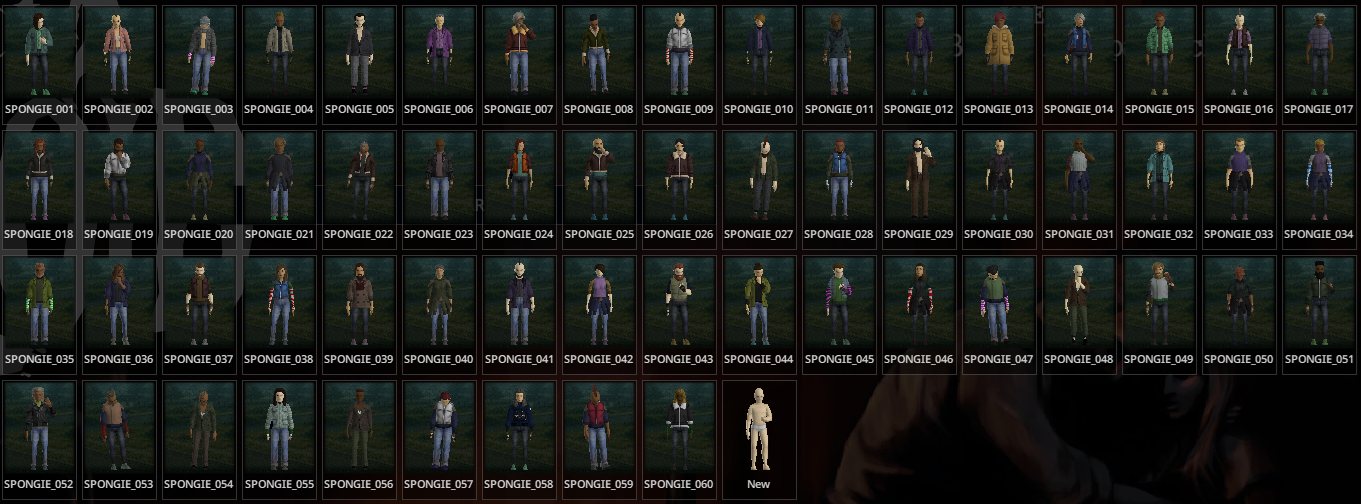 SPONGIE_001 SPONGIE_002 SPONGIE_003 SPONGIE_004 SPONGIE_005 SPONGIE_006 SPONGIE_007 SPONGIE_008 SPONGIE_009 SPONGIE_010 SPONGIE_011 SPONGIE_012 SPONGIE_013 SPONGIE_014 SPONGIE_015 SPONGIE_016 SPONGIE_017
SPONGIE_018 SPONGIE_019 SPONGIE_020 SPONGIE_021 SPONGIE_022 SPONGIE_023 SPONGIE_024 SPONGIE_025 SPONGIE_026 SPONGIE_027 SPONGIE_028 SPONGIE_029 SPONGIE_030 SPONGIE_031 SPONGIE_032 SPONGIE_033 SPONGIE_034
SPONGIE_035 SPONGIE_036 SPONGIE_037 SPONGIE_038 SPONGIE_039 SPONGIE_040 SPONGIE_041 SPONGIE_042 SPONGIE_043 SPONGIE_044 SPONGIE_045 SPONGIE_046 SPONGIE_047 SPONGIE_048 SPONGIE_049 SPONGIE_050 SPONGIE_051
SPONGIE_052 SPONGIE_053 SPONGIE_054 SPONGIE_055 SPONGIE_056 SPONGIE_057 SPONGIE_058 SPONGIE_059 SPONGIE_060 New